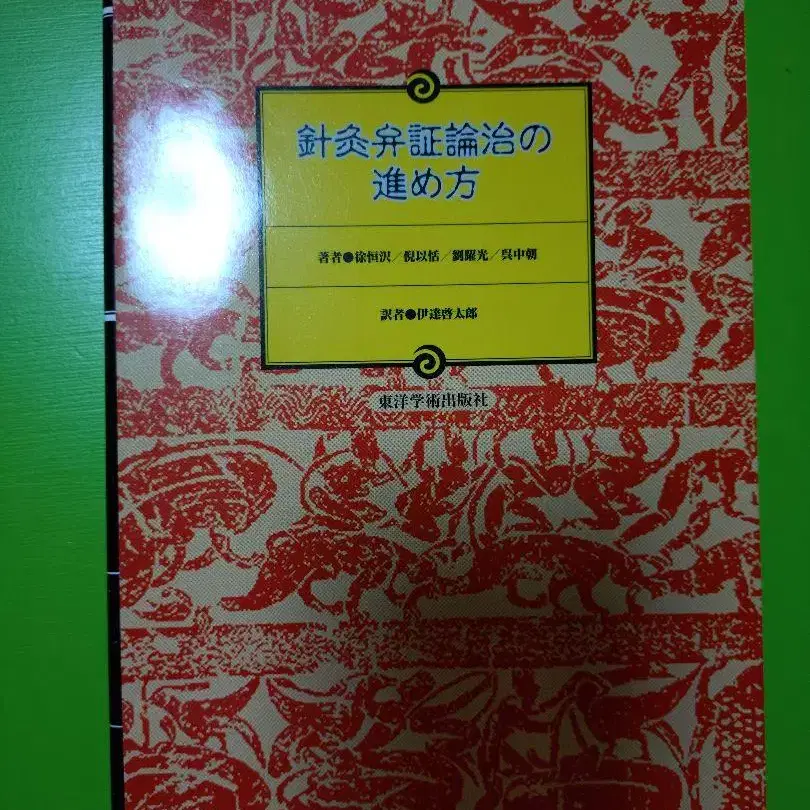 針灸弁証論治の
進め方
著者●徐恒沢／倪以恬／劉耀光／呉中朝
訳者●伊達啓太郎
東洋学術出版社